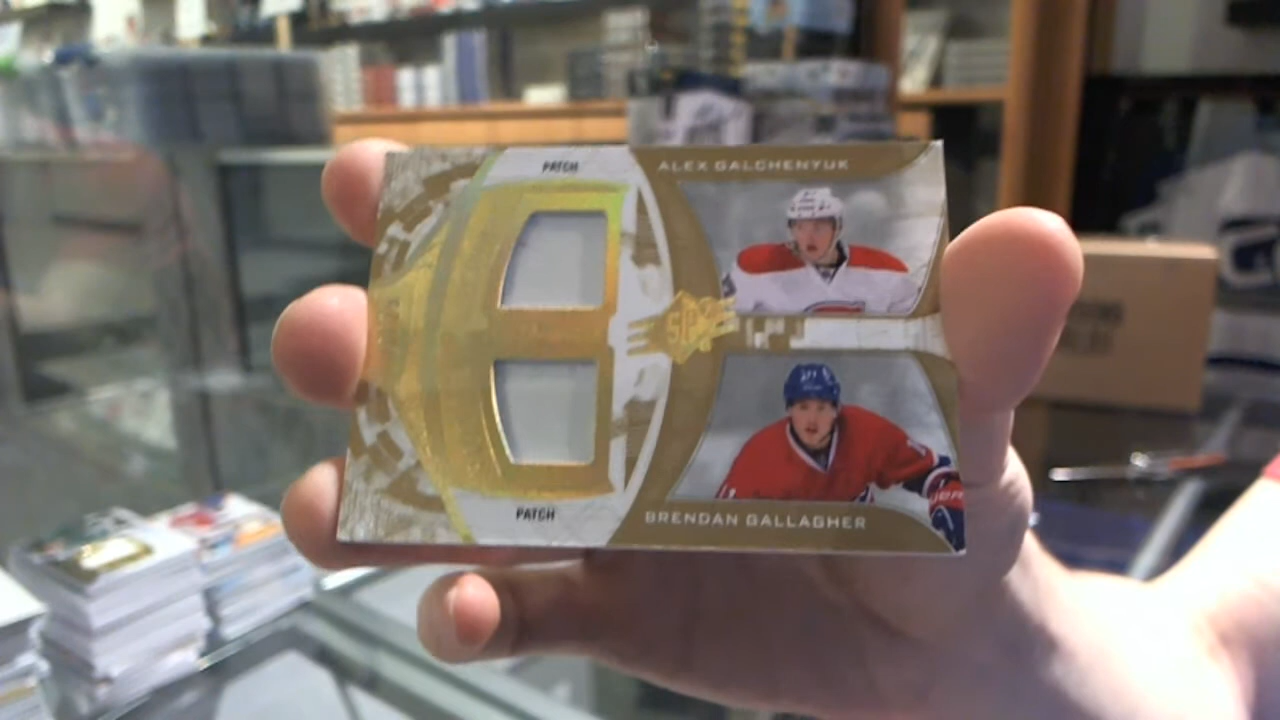 PATCH
ALEX GALCHENYUK
SPX
PATCH
BRENDAN GALLAGHER